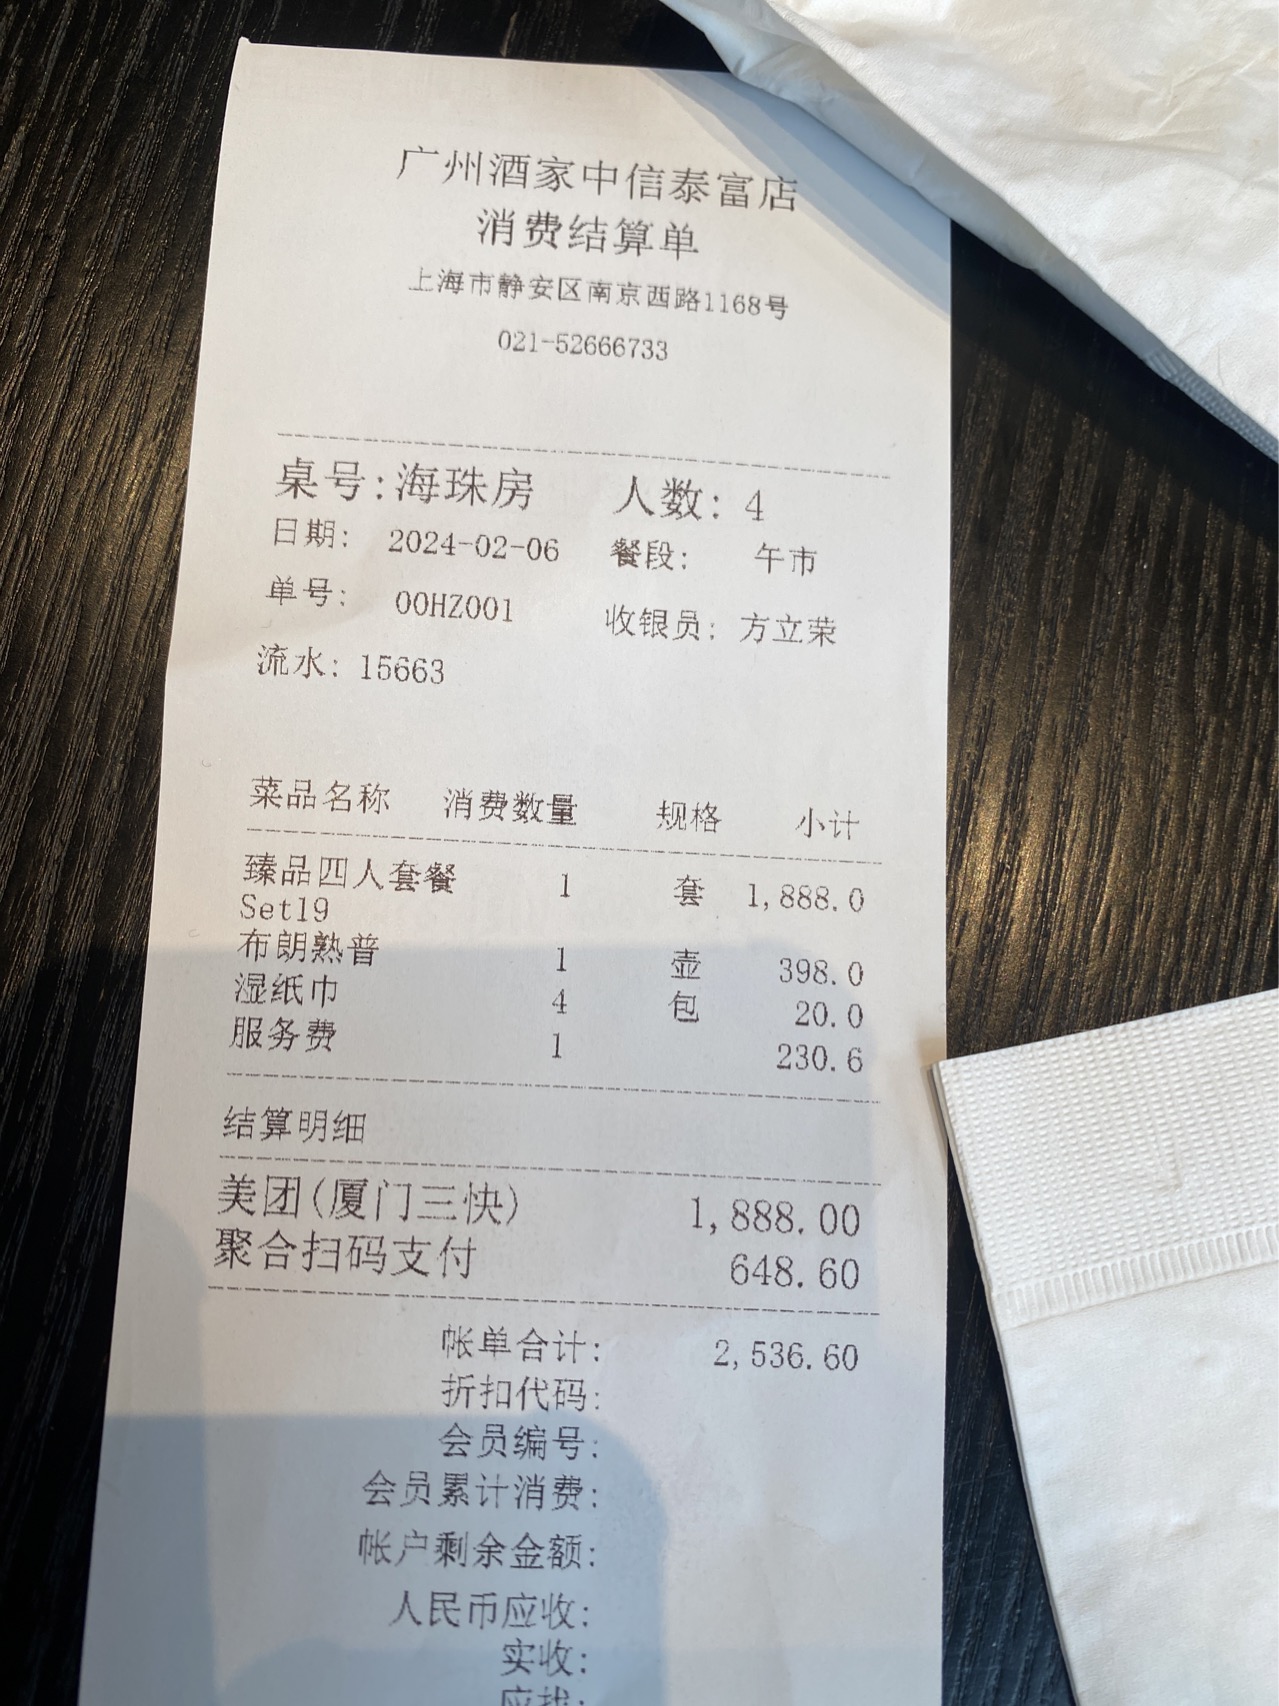 广州酒家中信泰富店
消费结算单
上海市静安区南京西路1168号
021-52666733
桌号:海珠房 人数: 4
日期: 2024-02-06 餐段: 午市
单号: 00HZ001 收银员: 方立荣
流水: 15663
菜品名称 消费数量 规格 小计
臻品四人套餐 1 套 1,888.0
Set19
布朗熟普 1 壶 398.0
湿纸巾 4 包 20.0
服务费 1 230.6
结算明细
美团(厦门三快) 1,888.00
聚合扫码支付 648.60
帐单合计: 2,536.60
折扣代码:
会员编号:
会员累计消费:
帐户剩余金额:
人民币应收:
实收:
应找: